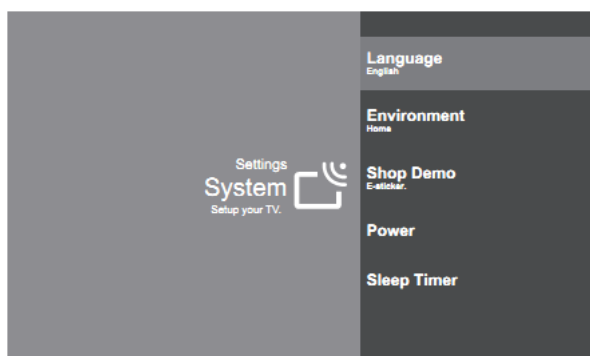 Settings
System
Setup your TV.
Language
English
Environment
Home
Shop Demo
E-sticker.
Power
Sleep Timer